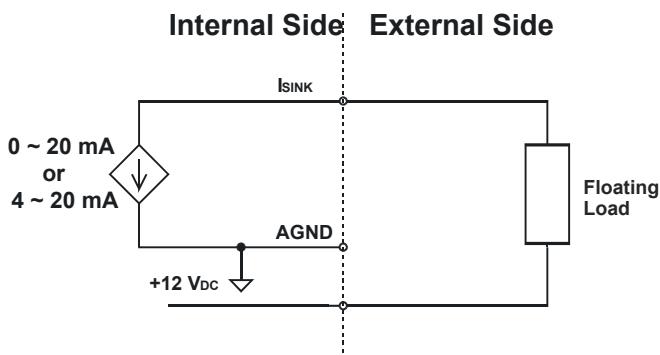 Internal Side
External Side
ISINK
0 ~ 20 mA
or
4 ~ 20 mA
Floating
Load
AGND
+12 VDC